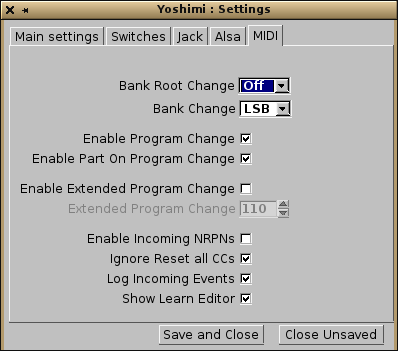 Yoshimi : Settings
Main settings Switches Jack Alsa MIDI
Bank Root Change Off
Bank Change LSB
Enable Program Change
Enable Part On Program Change
Enable Extended Program Change
Extended Program Change 110
Enable Incoming NRPNs
Ignore Reset all CCs
Log Incoming Events
Show Learn Editor
Save and Close Close Unsaved